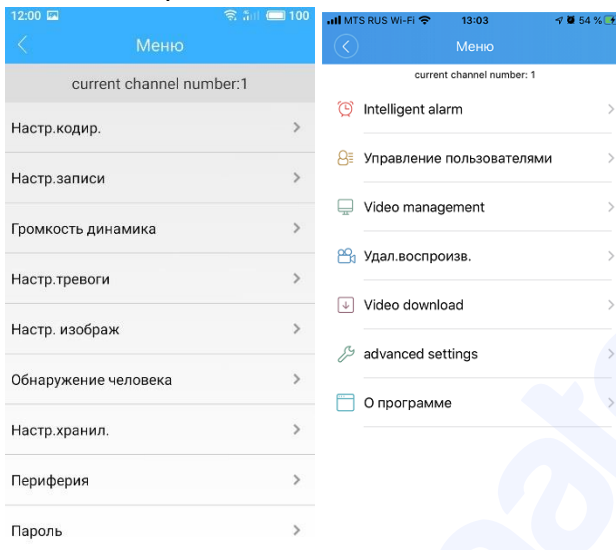 12:00 100
Меню
current channel number:1
Настр.кодир.
Настр.записи
Громкость динамика
Настр.тревоги
Настр. изображ
Обнаружение человека
Настр.хранил.
Периферия
Пароль
MTS RUS Wi-Fi 13:03 54 %
Меню
current channel number: 1
Intelligent alarm
Управление пользователями
Video management
Удал.воспроизв.
Video download
advanced settings
О программе